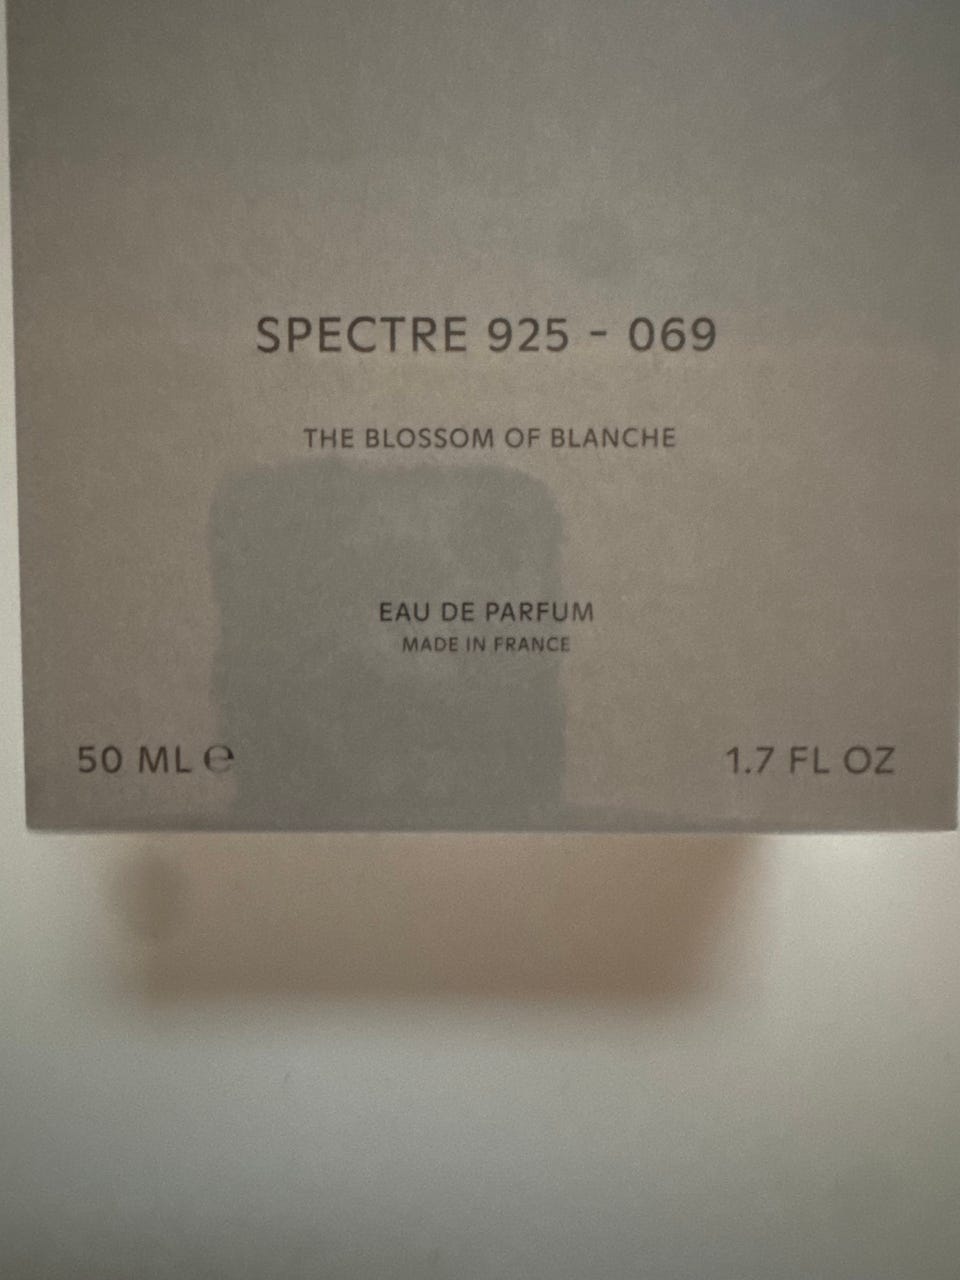 SPECTRE 925 - 069
THE BLOSSOM OF BLANCHE
EAU DE PARFUM
MADE IN FRANCE
50 ML ℮
1.7 FL OZ